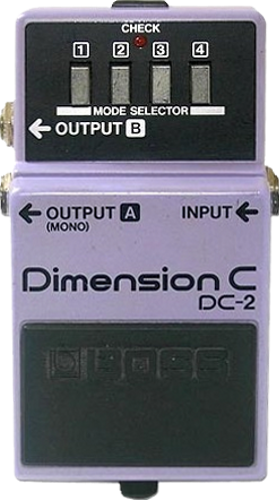 CHECK
1 2 3 4
MODE SELECTOR
← OUTPUT B
← OUTPUT A INPUT ←
(MONO)
Dimension C
DC-2
BOSS